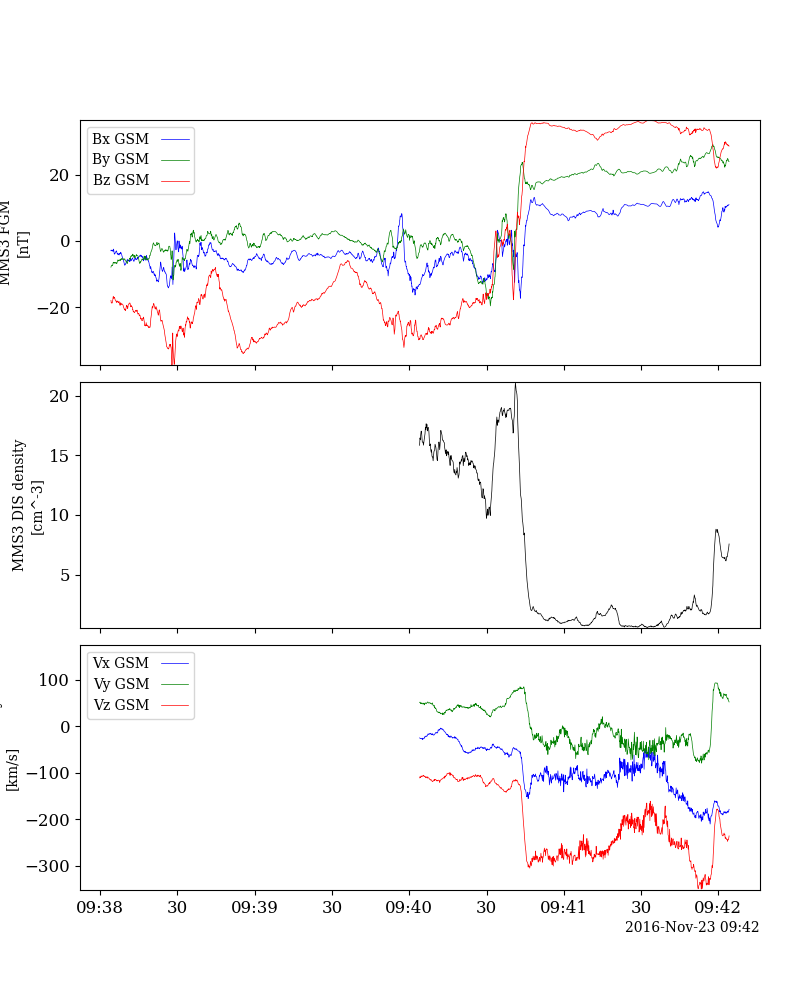 MMS3 FGM
[nT]
20
0
−20
Bx GSM
By GSM
Bz GSM
MMS3 DIS density
[cm^-3]
20
15
10
5
[km/s]
100
0
−100
−200
−300
Vx GSM
Vy GSM
Vz GSM
09:38 30 09:39 30 09:40 30 09:41 30 09:42
2016-Nov-23 09:42